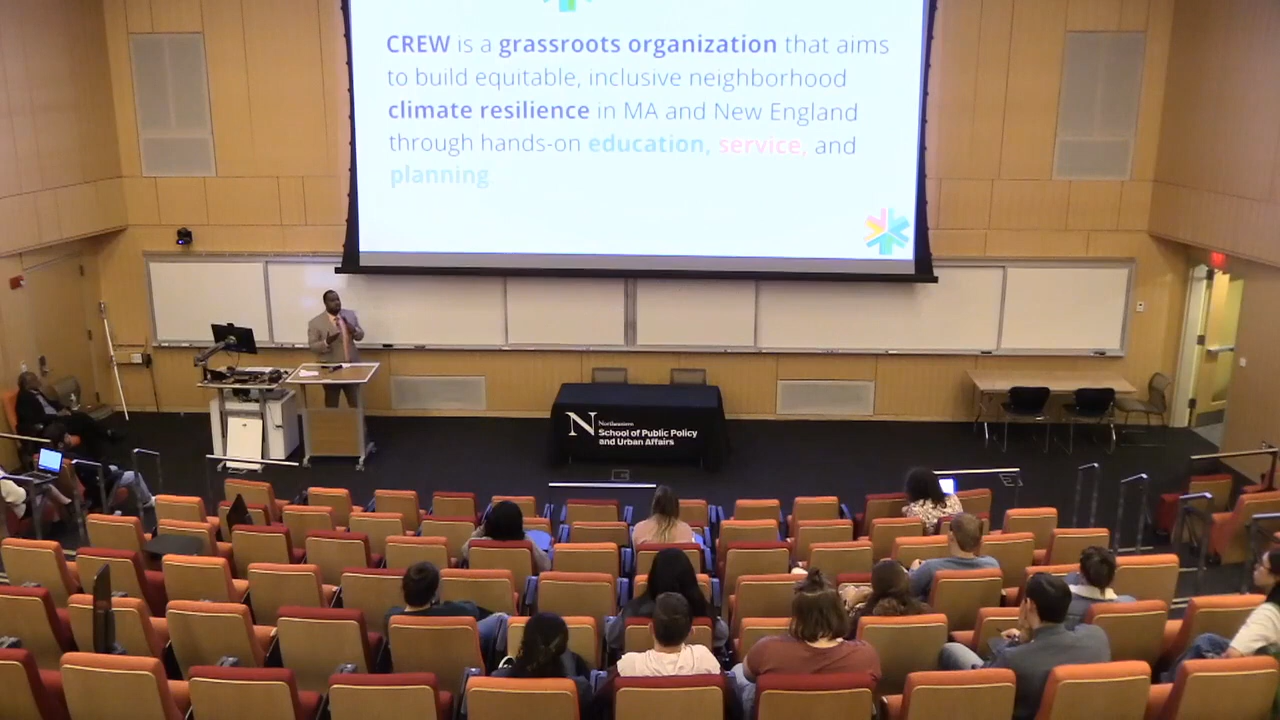 CREW is a grassroots organization that aims
to build equitable, inclusive neighborhood
climate resilience in MA and New England
through hands-on education, service, and
planning
N Northeastern
School of Public Policy
and Urban Affairs